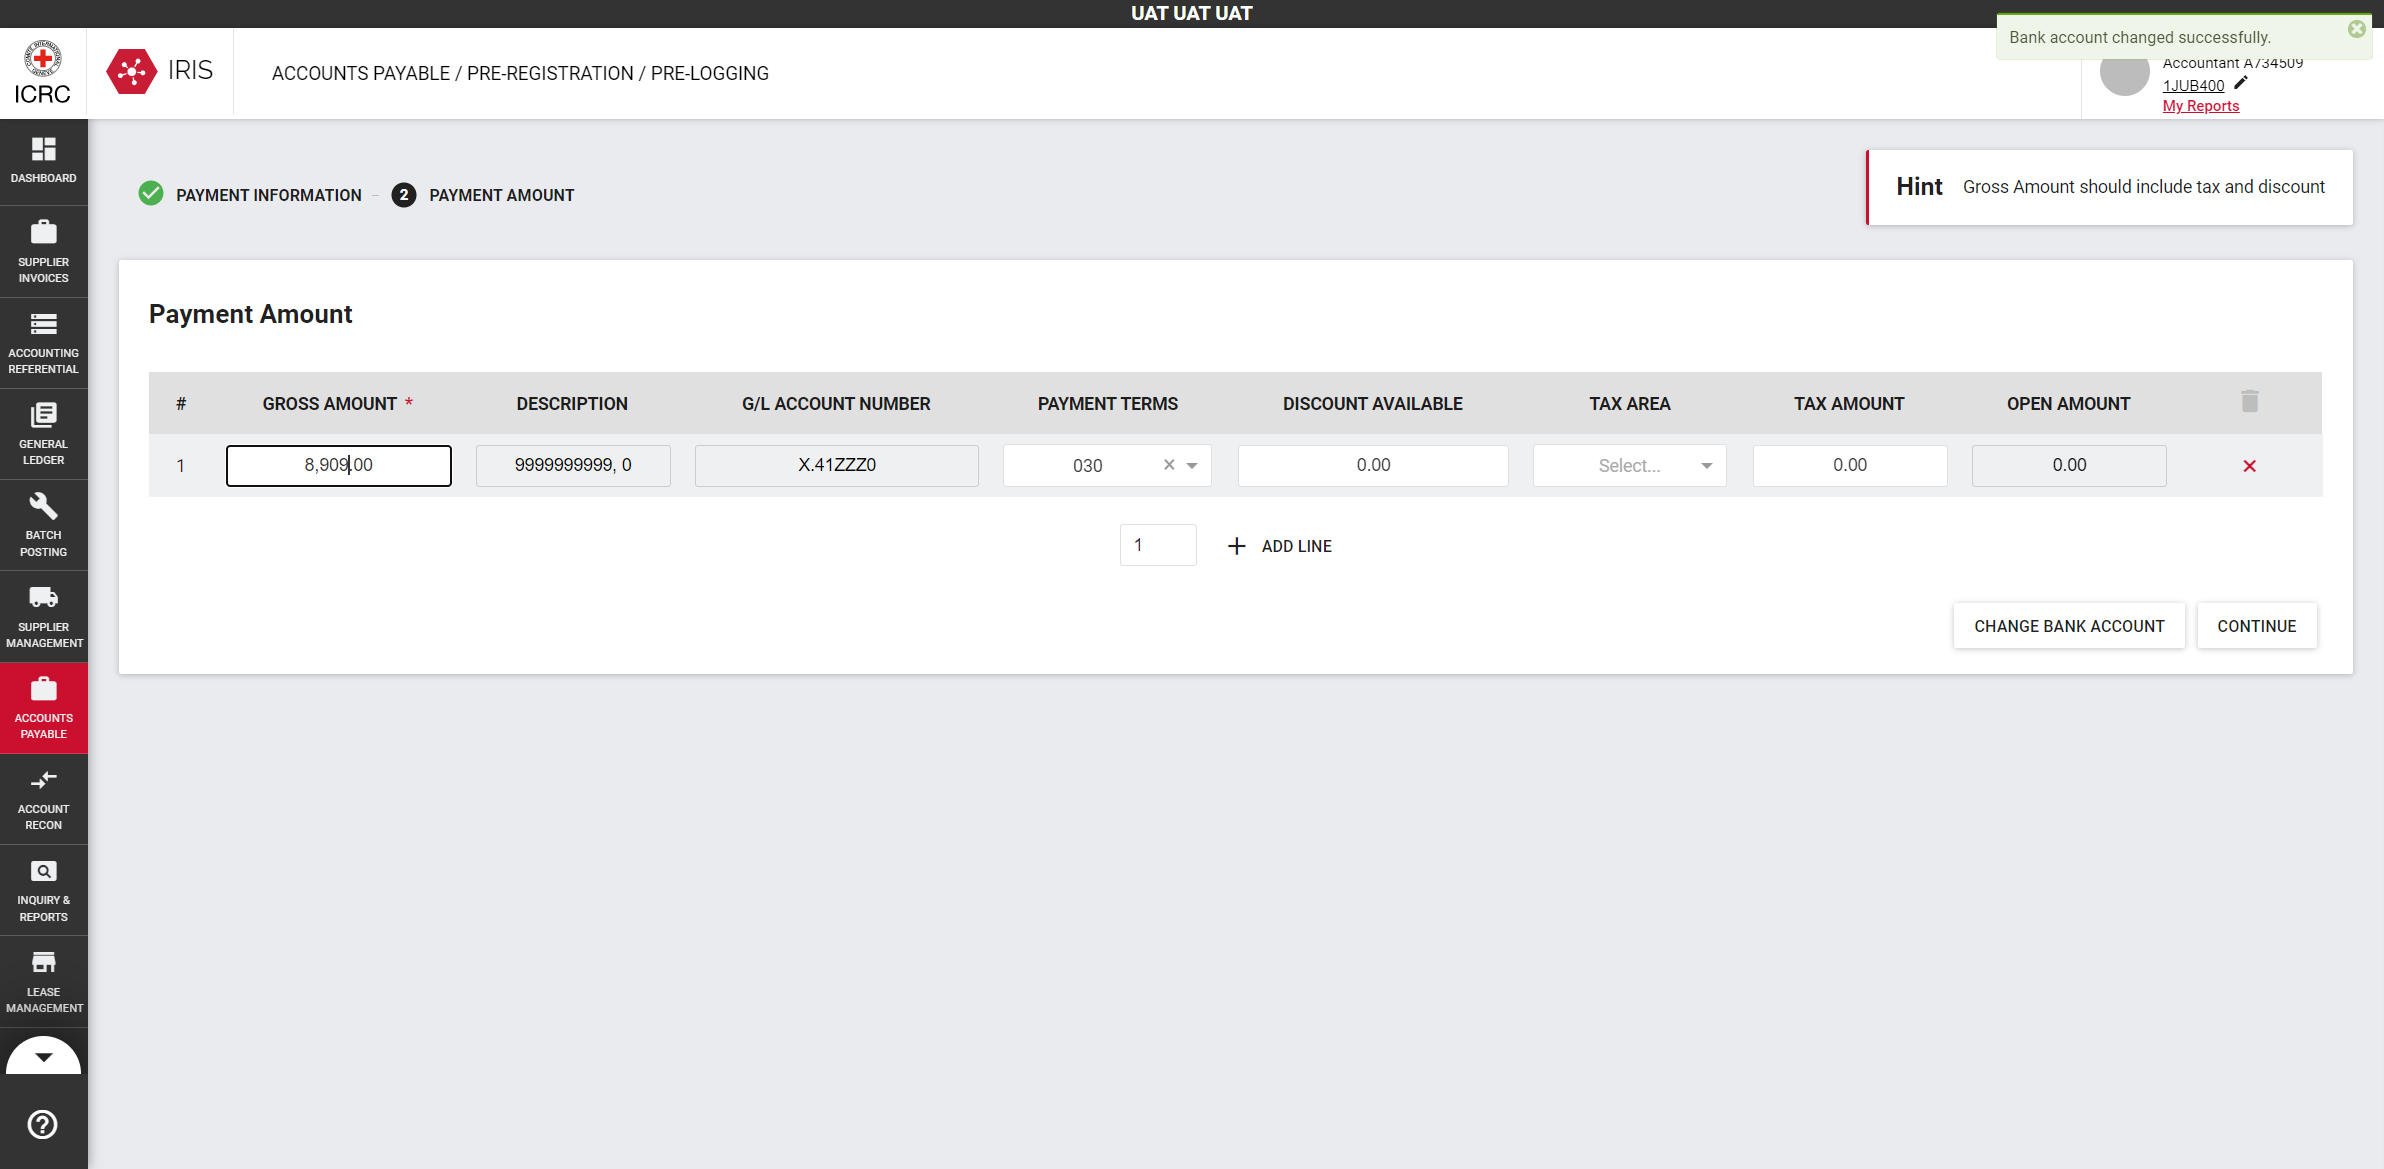 UAT UAT UAT
Bank account changed successfully.
ICRC
IRIS
ACCOUNTS PAYABLE / PRE-REGISTRATION / PRE-LOGGING
Accountant A734509
1JUB400
My Reports
DASHBOARD
SUPPLIER
INVOICES
ACCOUNTING
REFERENTIAL
GENERAL
LEDGER
BATCH
POSTING
SUPPLIER
MANAGEMENT
ACCOUNTS
PAYABLE
ACCOUNT
RECON
INQUIRY &
REPORTS
LEASE
MANAGEMENT
PAYMENT INFORMATION – 2 PAYMENT AMOUNT
Hint Gross Amount should include tax and discount
Payment Amount
# GROSS AMOUNT * DESCRIPTION G/L ACCOUNT NUMBER PAYMENT TERMS DISCOUNT AVAILABLE TAX AREA TAX AMOUNT OPEN AMOUNT
1 8,909.00 9999999999, 0 X.41ZZZ0 030 0.00 Select... 0.00 0.00
1 ADD LINE
CHANGE BANK ACCOUNT CONTINUE